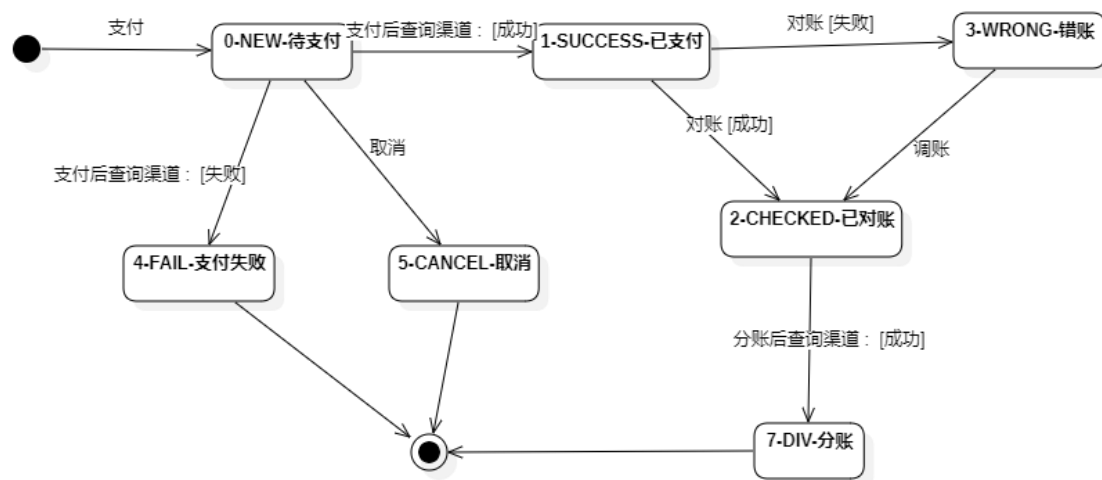 支付
0-NEW-待支付
支付后查询渠道：[成功]
1-SUCCESS-已支付
对账 [失败]
3-WRONG-错账
对账 [成功]
调账
取消
支付后查询渠道：[失败]
2-CHECKED-已对账
4-FAIL-支付失败
5-CANCEL-取消
分账后查询渠道：[成功]
7-DIV-分账